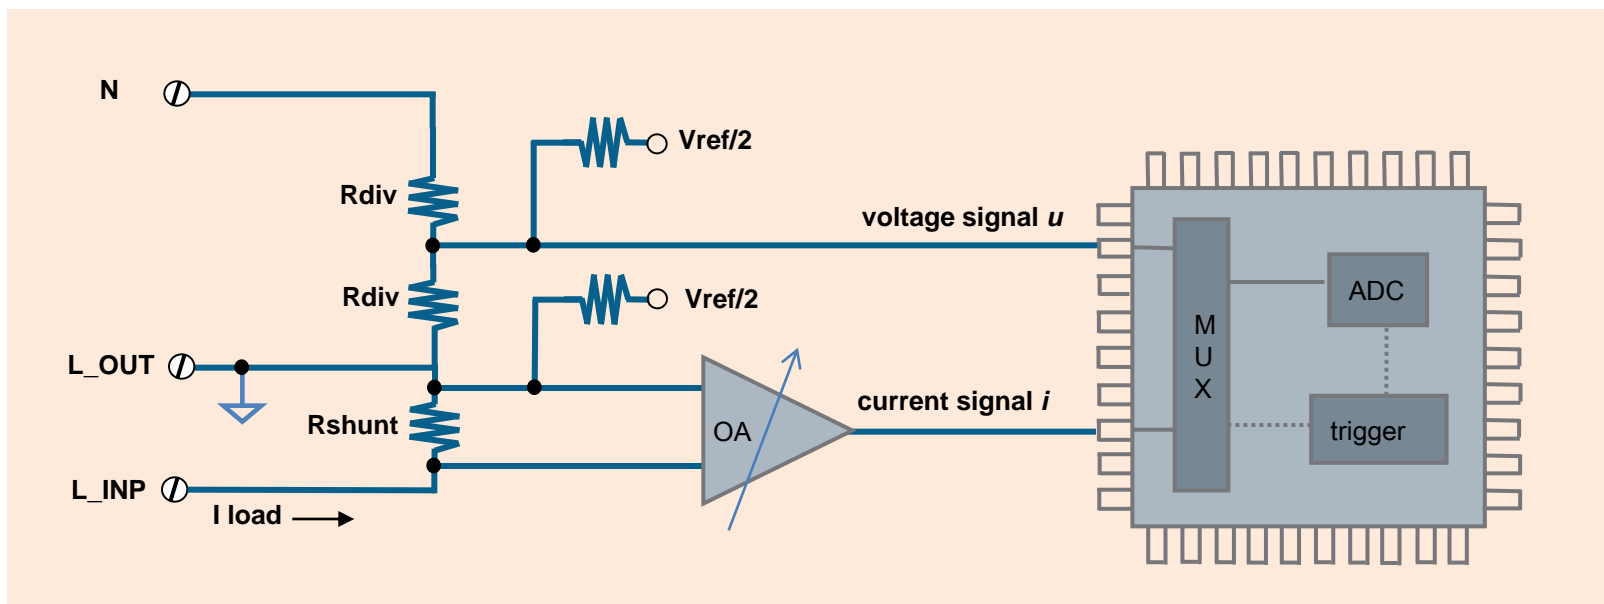 N
Vref/2
Rdiv
voltage signal u
Rdiv
Vref/2
ADC
M
U
X
L_OUT
current signal i
Rshunt
OA
trigger
L_INP
I load